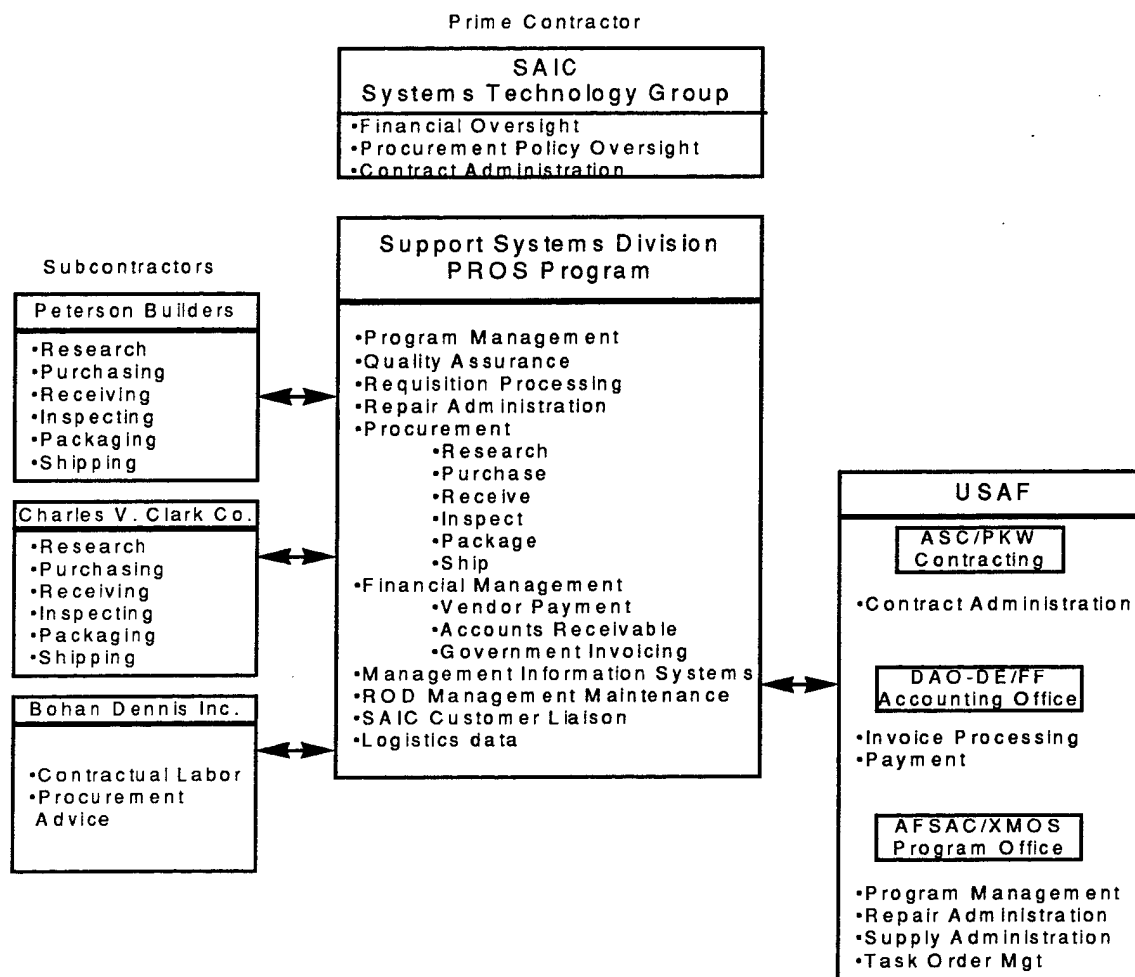 Prime Contractor
SAIC
Systems Technology Group
•Financial Oversight
•Procurement Policy Oversight
•Contract Administration
Support Systems Division
PROS Program
•Program Management
•Quality Assurance
•Requisition Processing
•Repair Administration
•Procurement
•Research
•Purchase
•Receive
•Inspect
•Package
•Ship
•Financial Management
•Vendor Payment
•Accounts Receivable
•Government Invoicing
•Management Information Systems
•ROD Management Maintenance
•SAIC Customer Liaison
•Logistics data
Subcontractors
Peterson Builders
•Research
•Purchasing
•Receiving
•Inspecting
•Packaging
•Shipping
Charles V. Clark Co.
•Research
•Purchasing
•Receiving
•Inspecting
•Packaging
•Shipping
Bohan Dennis Inc.
•Contractual Labor
•Procurement
Advice
USAF
ASC/PKW
Contracting
•Contract Administration
DAO-DE/FF
Accounting Office
•Invoice Processing
•Payment
AFSAC/XMOS
Program Office
•Program Management
•Repair Administration
•Supply Administration
•Task Order Mgt